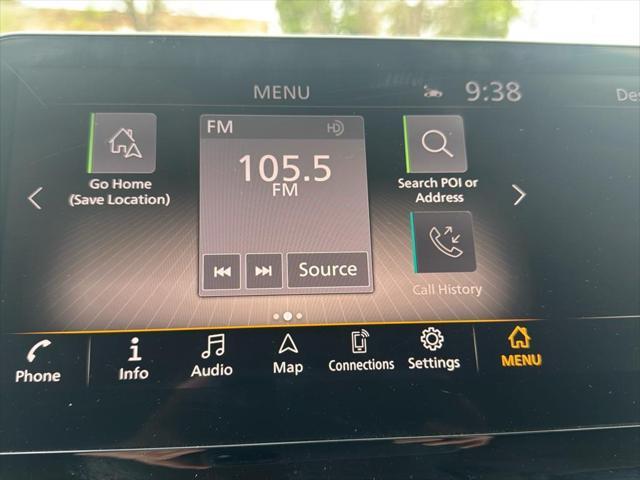 MENU
9:38
Des
FM
HD
105.5
FM
Go Home
(Save Location)
Search POI or
Address
Source
Call History
Phone
Info
Audio
Map
Connections
Settings
MENU